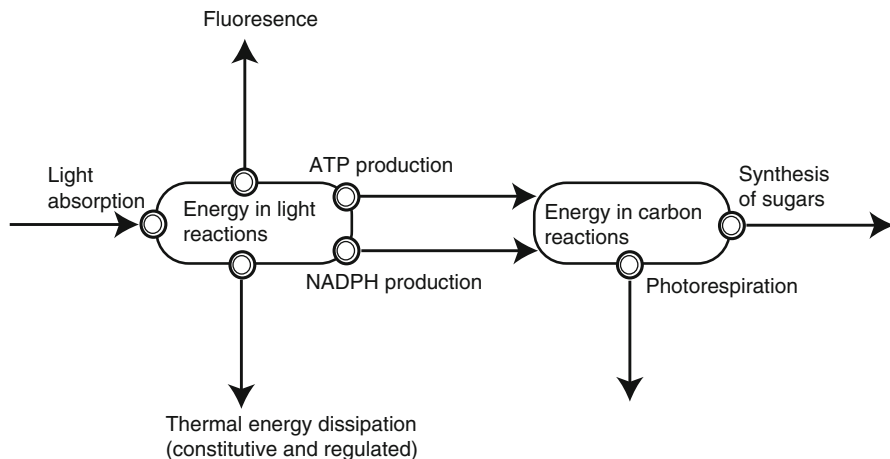 Fluoresence
Light
absorption
ATP production
Energy in light
reactions
NADPH production
Energy in carbon
reactions
Synthesis
of sugars
Photorespiration
Thermal energy dissipation
(constitutive and regulated)